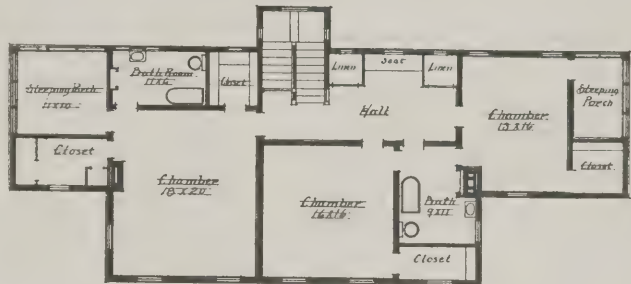 Sleeping Porch
11x10
Bath Room
11x6
Closet
Linen
Seat
Linen
Hall
Chamber
13x16
Sleeping
Porch
Closet
Closet
Chamber
18x20
Chamber
16x16
Bath
9x11
Closet